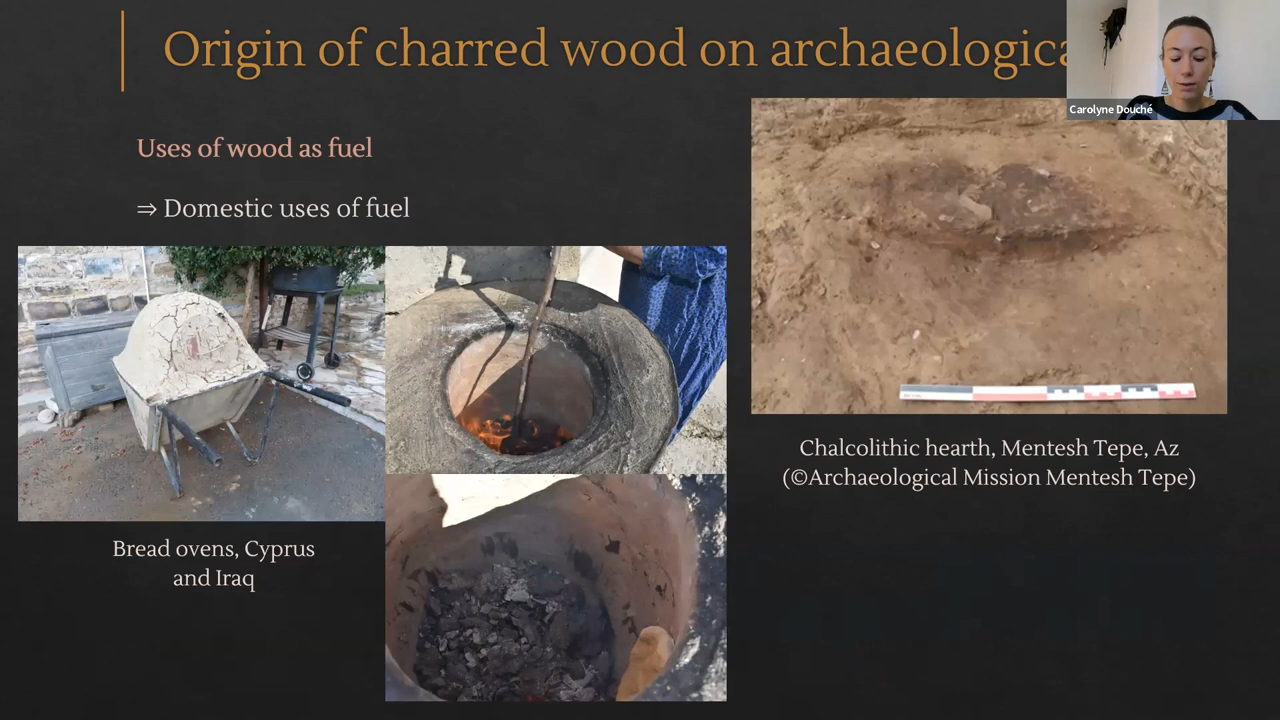 Origin of charred wood on archaeologica
Carolyne Douché
Uses of wood as fuel
⇒ Domestic uses of fuel
Chalcolithic hearth, Mentesh Tepe, Az
(©Archaeological Mission Mentesh Tepe)
Bread ovens, Cyprus
and Iraq